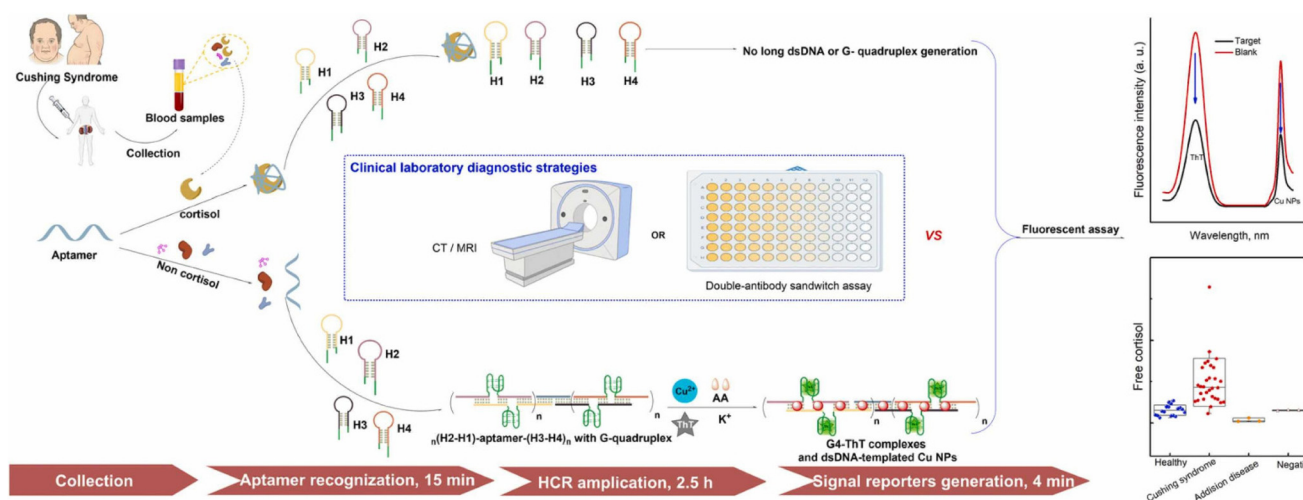 Cushing Syndrome
Blood samples
Collection
cortisol
Aptamer
Non cortisol
H1
H2
H3
H4
H1
H2
H3
H4
No long dsDNA or G- quadruplex generation
Clinical laboratory diagnostic strategies
CT / MRI
OR
Double-antibody sandwitch assay
VS
Fluorescent assay
H1
H2
H3
H4
n
n
n(H2-H1)-aptamer-(H3-H4)n with G-quadruplex
Cu2+
AA
ThT
K+
n
n
G4-ThT complexes
and dsDNA-templated Cu NPs
Fluorescence intensity (a. u.)
Target
Blank
ThT
Cu NPs
Wavelength, nm
Free cortisol
Healthy
Cushing syndrome
Addision disease
Negati
Collection
Aptamer recognization, 15 min
HCR amplication, 2.5 h
Signal reporters generation, 4 min